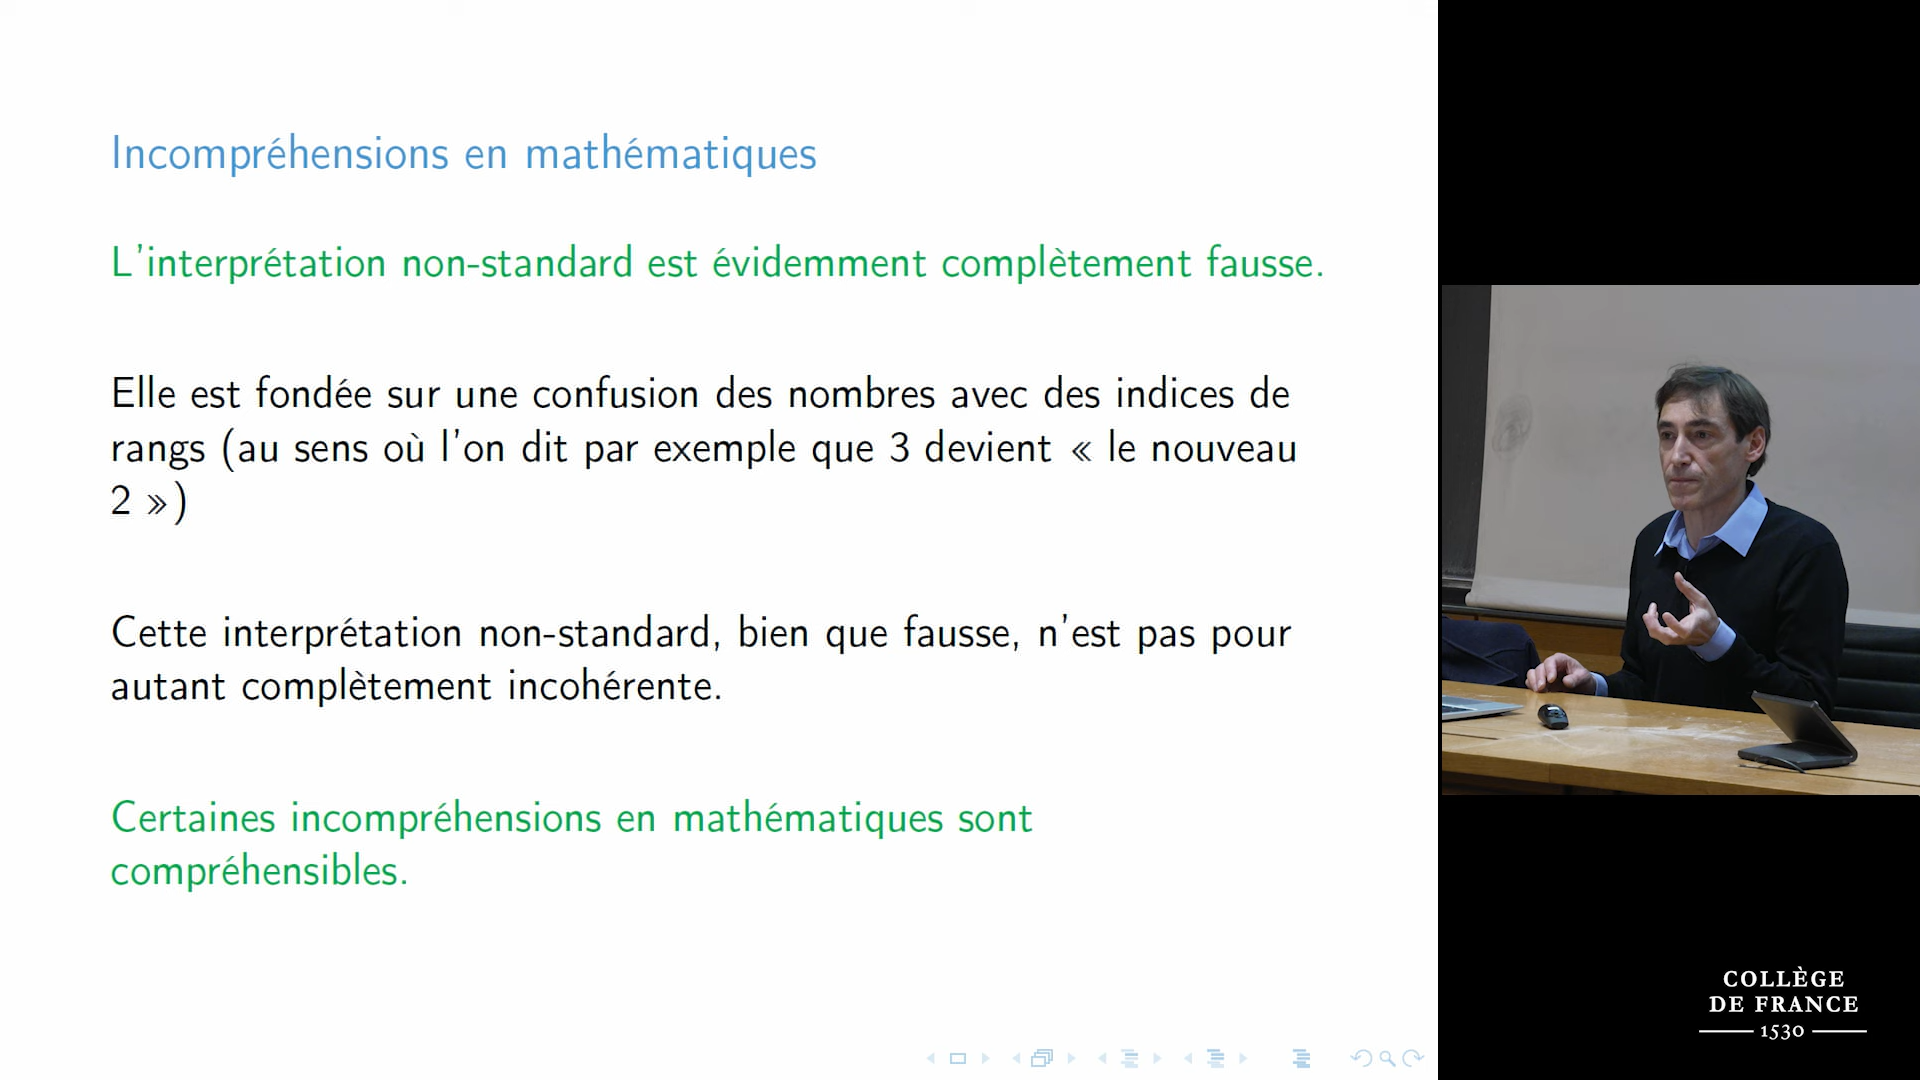 Incompréhensions en mathématiques
L'interprétation non-standard est évidemment complètement fausse.
Elle est fondée sur une confusion des nombres avec des indices de
rangs (au sens où l'on dit par exemple que 3 devient « le nouveau
2 »)
Cette interprétation non-standard, bien que fausse, n'est pas pour
autant complètement incohérente.
Certaines incompréhensions en mathématiques sont
compréhensibles.
COLLÈGE
DE FRANCE
1530